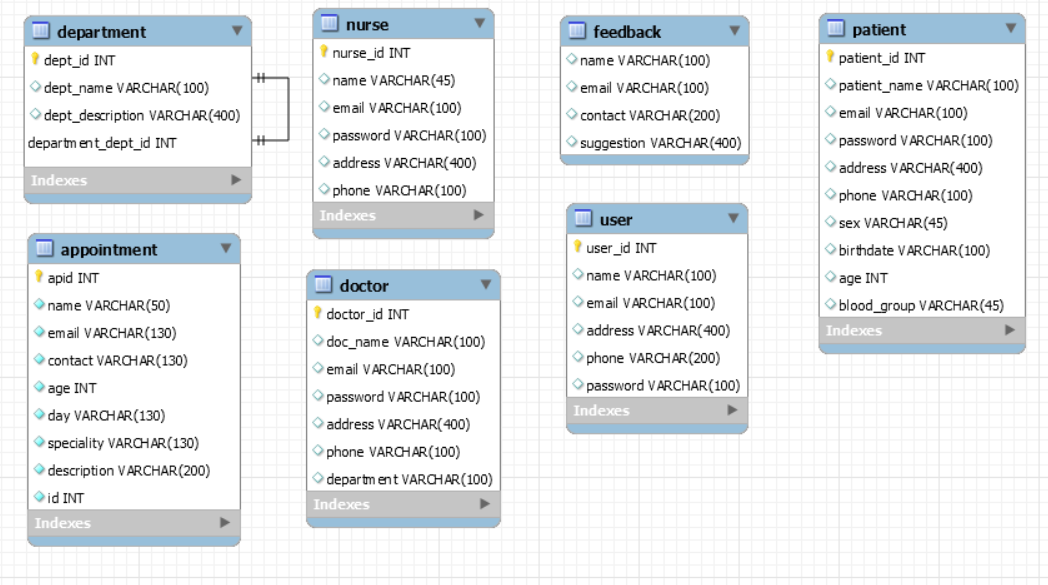 department
dept_id INT
dept_name VARCHAR(100)
dept_description VARCHAR(400)
department_dept_id INT
Indexes
nurse
nurse_id INT
name VARCHAR(45)
email VARCHAR(100)
password VARCHAR(100)
address VARCHAR(400)
phone VARCHAR(100)
Indexes
feedback
name VARCHAR(100)
email VARCHAR(100)
contact VARCHAR(200)
suggestion VARCHAR(400)
patient
patient_id INT
patient_name VARCHAR(100)
email VARCHAR(100)
password VARCHAR(100)
address VARCHAR(400)
phone VARCHAR(100)
sex VARCHAR(45)
birthdate VARCHAR(100)
age INT
blood_group VARCHAR(45)
Indexes
appointment
apid INT
name VARCHAR(50)
email VARCHAR(130)
contact VARCHAR(130)
age INT
day VARCHAR(130)
speciality VARCHAR(130)
description VARCHAR(200)
id INT
Indexes
doctor
doctor_id INT
doc_name VARCHAR(100)
email VARCHAR(100)
password VARCHAR(100)
address VARCHAR(400)
phone VARCHAR(100)
department VARCHAR(100)
Indexes
user
user_id INT
name VARCHAR(100)
email VARCHAR(100)
address VARCHAR(400)
phone VARCHAR(200)
password VARCHAR(100)
Indexes